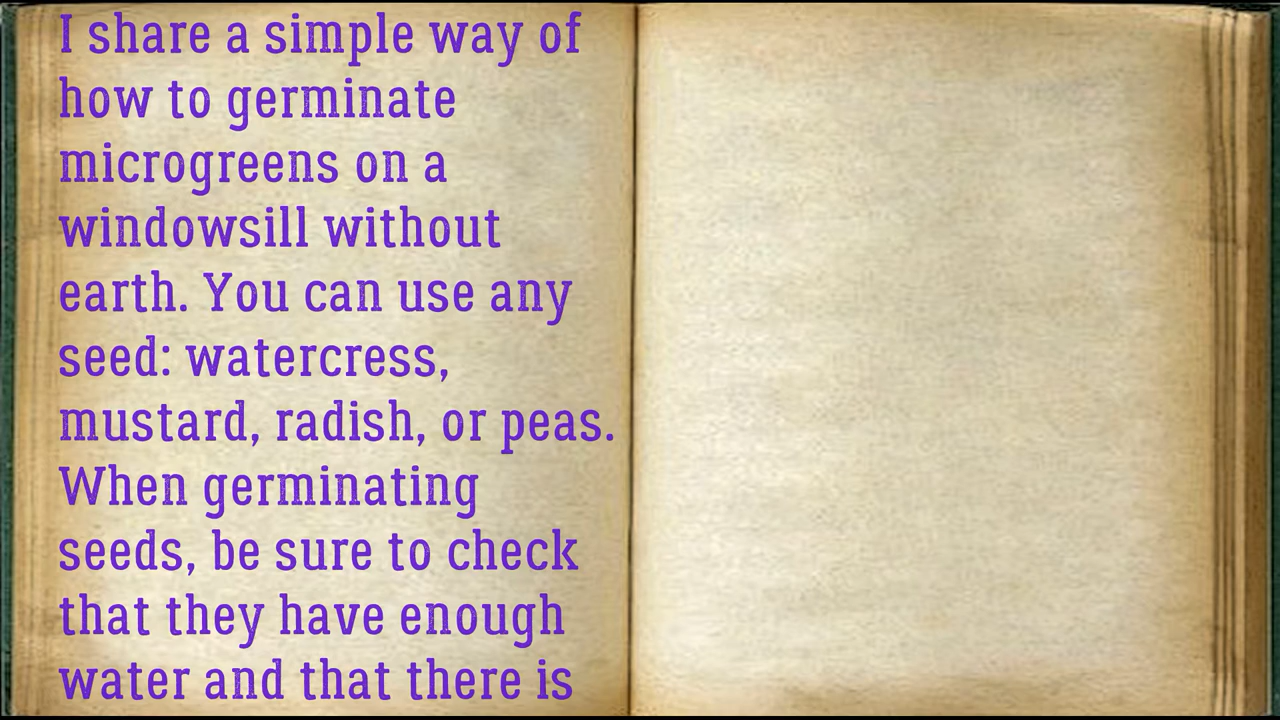 I share a simple way of
how to germinate
microgreens on a
windowsill without
earth. You can use any
seed: watercress,
mustard, radish, or peas.
When germinating
seeds, be sure to check
that they have enough
water and that there is